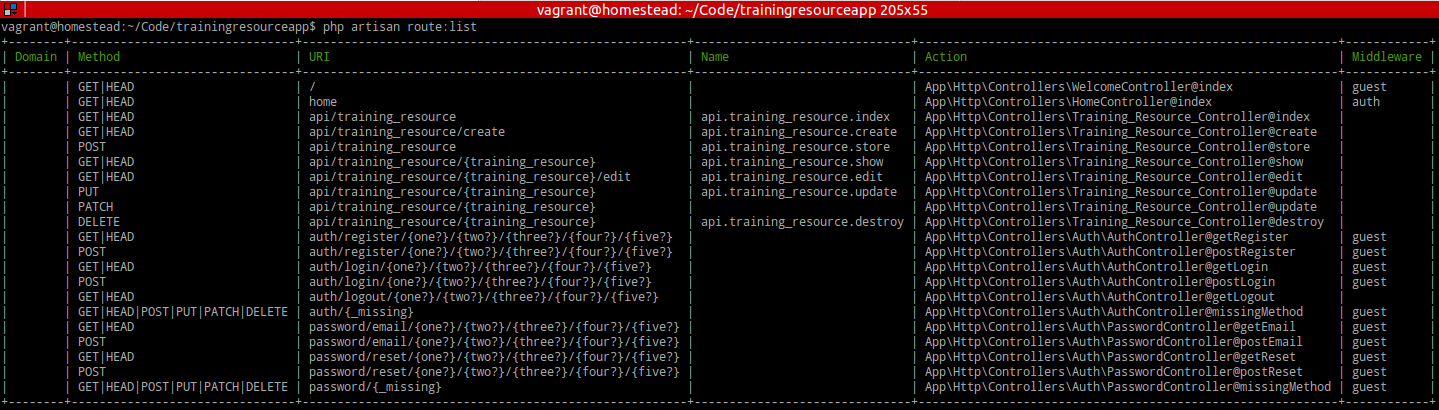 vagrant@homestead: ~/Code/trainingresourceapp 205x55
vagrant@homestead:~/Code/trainingresourceapp$ php artisan route:list
| Domain | Method | URI | Name | Action | Middleware |
| | GET|HEAD | / | | App\Http\Controllers\WelcomeController@index | guest |
| | GET|HEAD | home | | App\Http\Controllers\HomeController@index | auth |
| | GET|HEAD | api/training_resource | api.training_resource.index | App\Http\Controllers\Training_Resource_Controller@index | |
| | GET|HEAD | api/training_resource/create | api.training_resource.create | App\Http\Controllers\Training_Resource_Controller@create | |
| | POST | api/training_resource | api.training_resource.store | App\Http\Controllers\Training_Resource_Controller@store | |
| | GET|HEAD | api/training_resource/{training_resource} | api.training_resource.show | App\Http\Controllers\Training_Resource_Controller@show | |
| | GET|HEAD | api/training_resource/{training_resource}/edit | api.training_resource.edit | App\Http\Controllers\Training_Resource_Controller@edit | |
| | PUT | api/training_resource/{training_resource} | api.training_resource.update | App\Http\Controllers\Training_Resource_Controller@update | |
| | PATCH | api/training_resource/{training_resource} | | App\Http\Controllers\Training_Resource_Controller@update | |
| | DELETE | api/training_resource/{training_resource} | api.training_resource.destroy | App\Http\Controllers\Training_Resource_Controller@destroy | |
| | GET|HEAD | auth/register/{one?}/{two?}/{three?}/{four?}/{five?} | | App\Http\Controllers\Auth\AuthController@getRegister | guest |
| | POST | auth/register/{one?}/{two?}/{three?}/{four?}/{five?} | | App\Http\Controllers\Auth\AuthController@postRegister | guest |
| | GET|HEAD | auth/login/{one?}/{two?}/{three?}/{four?}/{five?} | | App\Http\Controllers\Auth\AuthController@getLogin | guest |
| | POST | auth/login/{one?}/{two?}/{three?}/{four?}/{five?} | | App\Http\Controllers\Auth\AuthController@postLogin | guest |
| | GET|HEAD | auth/logout/{one?}/{two?}/{three?}/{four?}/{five?} | | App\Http\Controllers\Auth\AuthController@getLogout | |
| | GET|HEAD|POST|PUT|PATCH|DELETE | auth/{_missing} | | App\Http\Controllers\Auth\AuthController@missingMethod | guest |
| | GET|HEAD | password/email/{one?}/{two?}/{three?}/{four?}/{five?} | | App\Http\Controllers\Auth\PasswordController@getEmail | guest |
| | POST | password/email/{one?}/{two?}/{three?}/{four?}/{five?} | | App\Http\Controllers\Auth\PasswordController@postEmail | guest |
| | GET|HEAD | password/reset/{one?}/{two?}/{three?}/{four?}/{five?} | | App\Http\Controllers\Auth\PasswordController@getReset | guest |
| | POST | password/reset/{one?}/{two?}/{three?}/{four?}/{five?} | | App\Http\Controllers\Auth\PasswordController@postReset | guest |
| | GET|HEAD|POST|PUT|PATCH|DELETE | password/{_missing} | | App\Http\Controllers\Auth\PasswordController@missingMethod | guest |